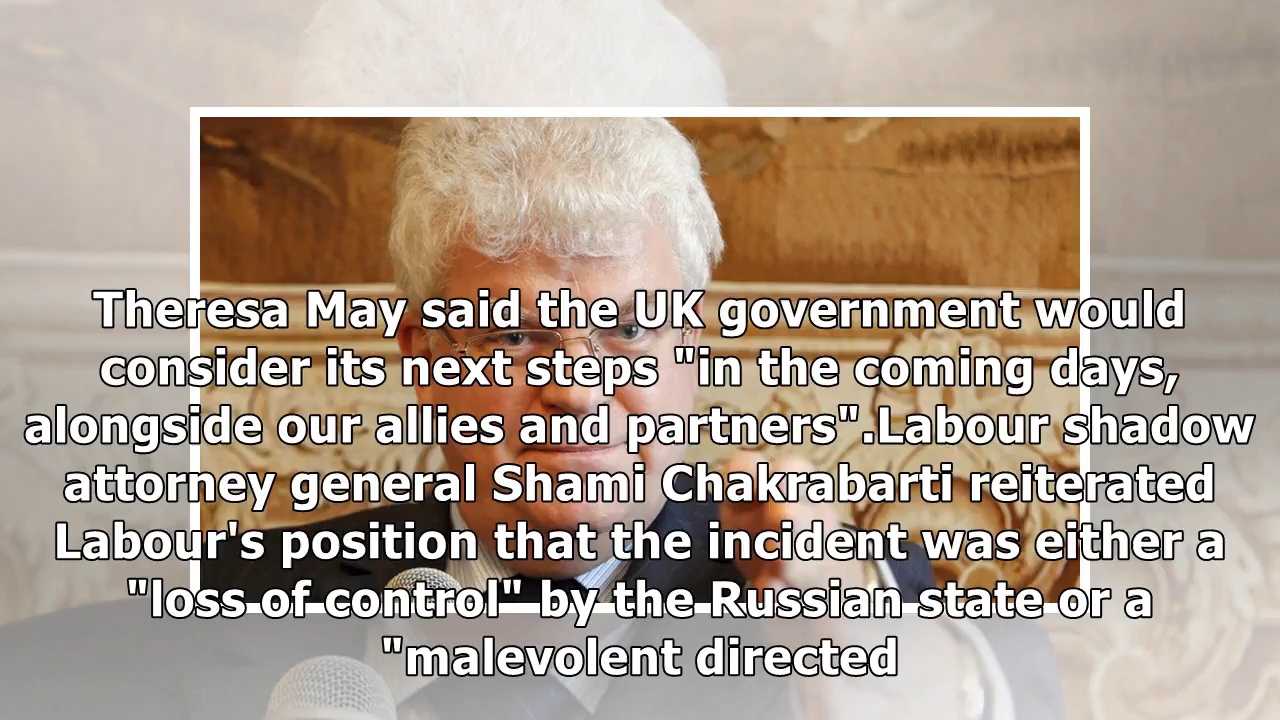 Theresa May said the UK government would
consider its next steps "in the coming days,
alongside our allies and partners".Labour shadow
attorney general Shami Chakrabarti reiterated
Labour's position that the incident was either a
"loss of control" by the Russian state or a
"malevolent directed